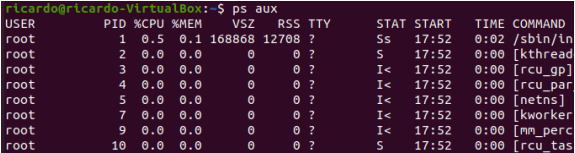 ricardo@ricardo-VirtualBox:~$ ps aux
USER PID %CPU %MEM VSZ RSS TTY STAT START TIME COMMAND
root 1 0.5 0.1 168868 12708 ? Ss 17:52 0:02 /sbin/in
root 2 0.0 0.0 0 0 ? S 17:52 0:00 [kthread
root 3 0.0 0.0 0 0 ? I< 17:52 0:00 [rcu_gp]
root 4 0.0 0.0 0 0 ? I< 17:52 0:00 [rcu_par
root 5 0.0 0.0 0 0 ? I< 17:52 0:00 [netns]
root 7 0.0 0.0 0 0 ? I< 17:52 0:00 [kworker
root 9 0.0 0.0 0 0 ? I< 17:52 0:00 [mm_perc
root 10 0.0 0.0 0 0 ? S 17:52 0:00 [rcu_tas